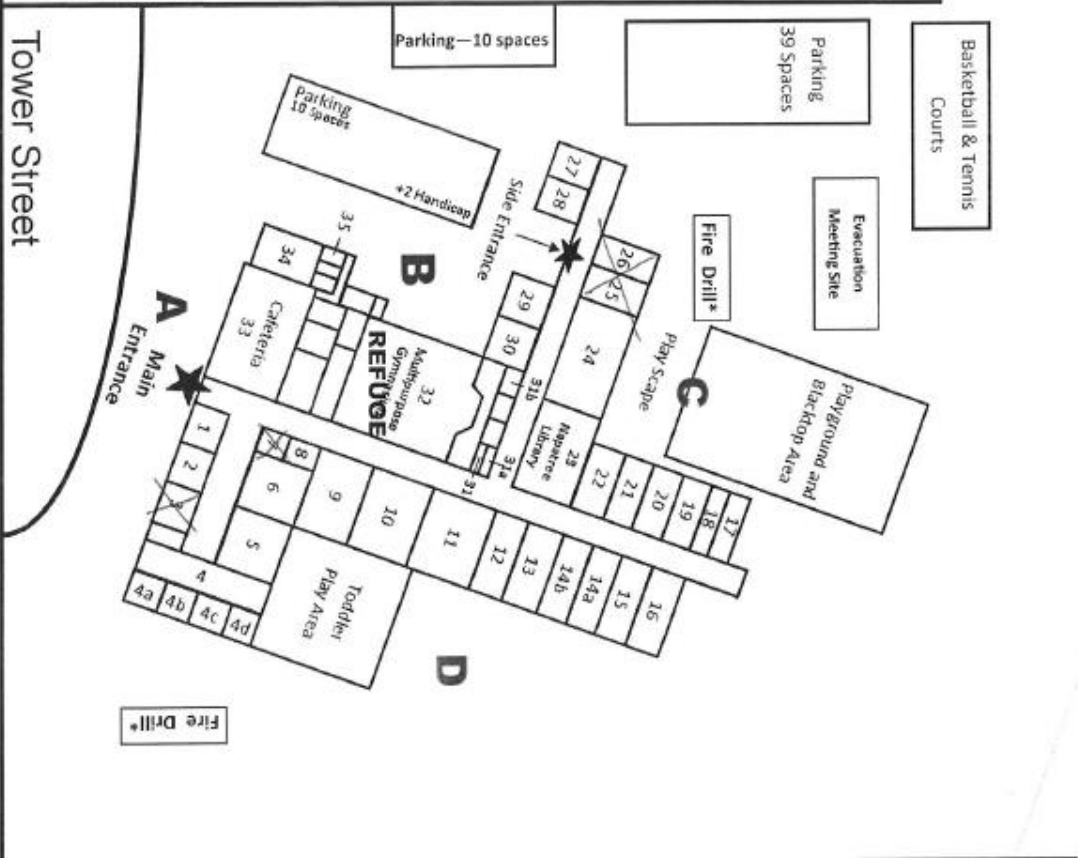 Tower Street
Parking—10 spaces
Parking
39 Spaces
Basketball & Tennis
Courts
Parking
10 Spaces
+2 Handicap
Evacuation
Meeting Site
Fire Drill*
Side Entrance
27
28
26
25
24
Play Scape
C
Playground and
Blacktop Area
B
35
34
Cafeteria
33
A
Main
Entrance
REFUGE
32
Multipurpose
29
30
31b
31a
31
23
Library
22
21
20
19
18
17
1
2
3
4
4a
4b
4c
4d
5
6
8
9
10
11
12
13
14b
14a
15
16
Toddler
Play Area
D
Fire Drill*